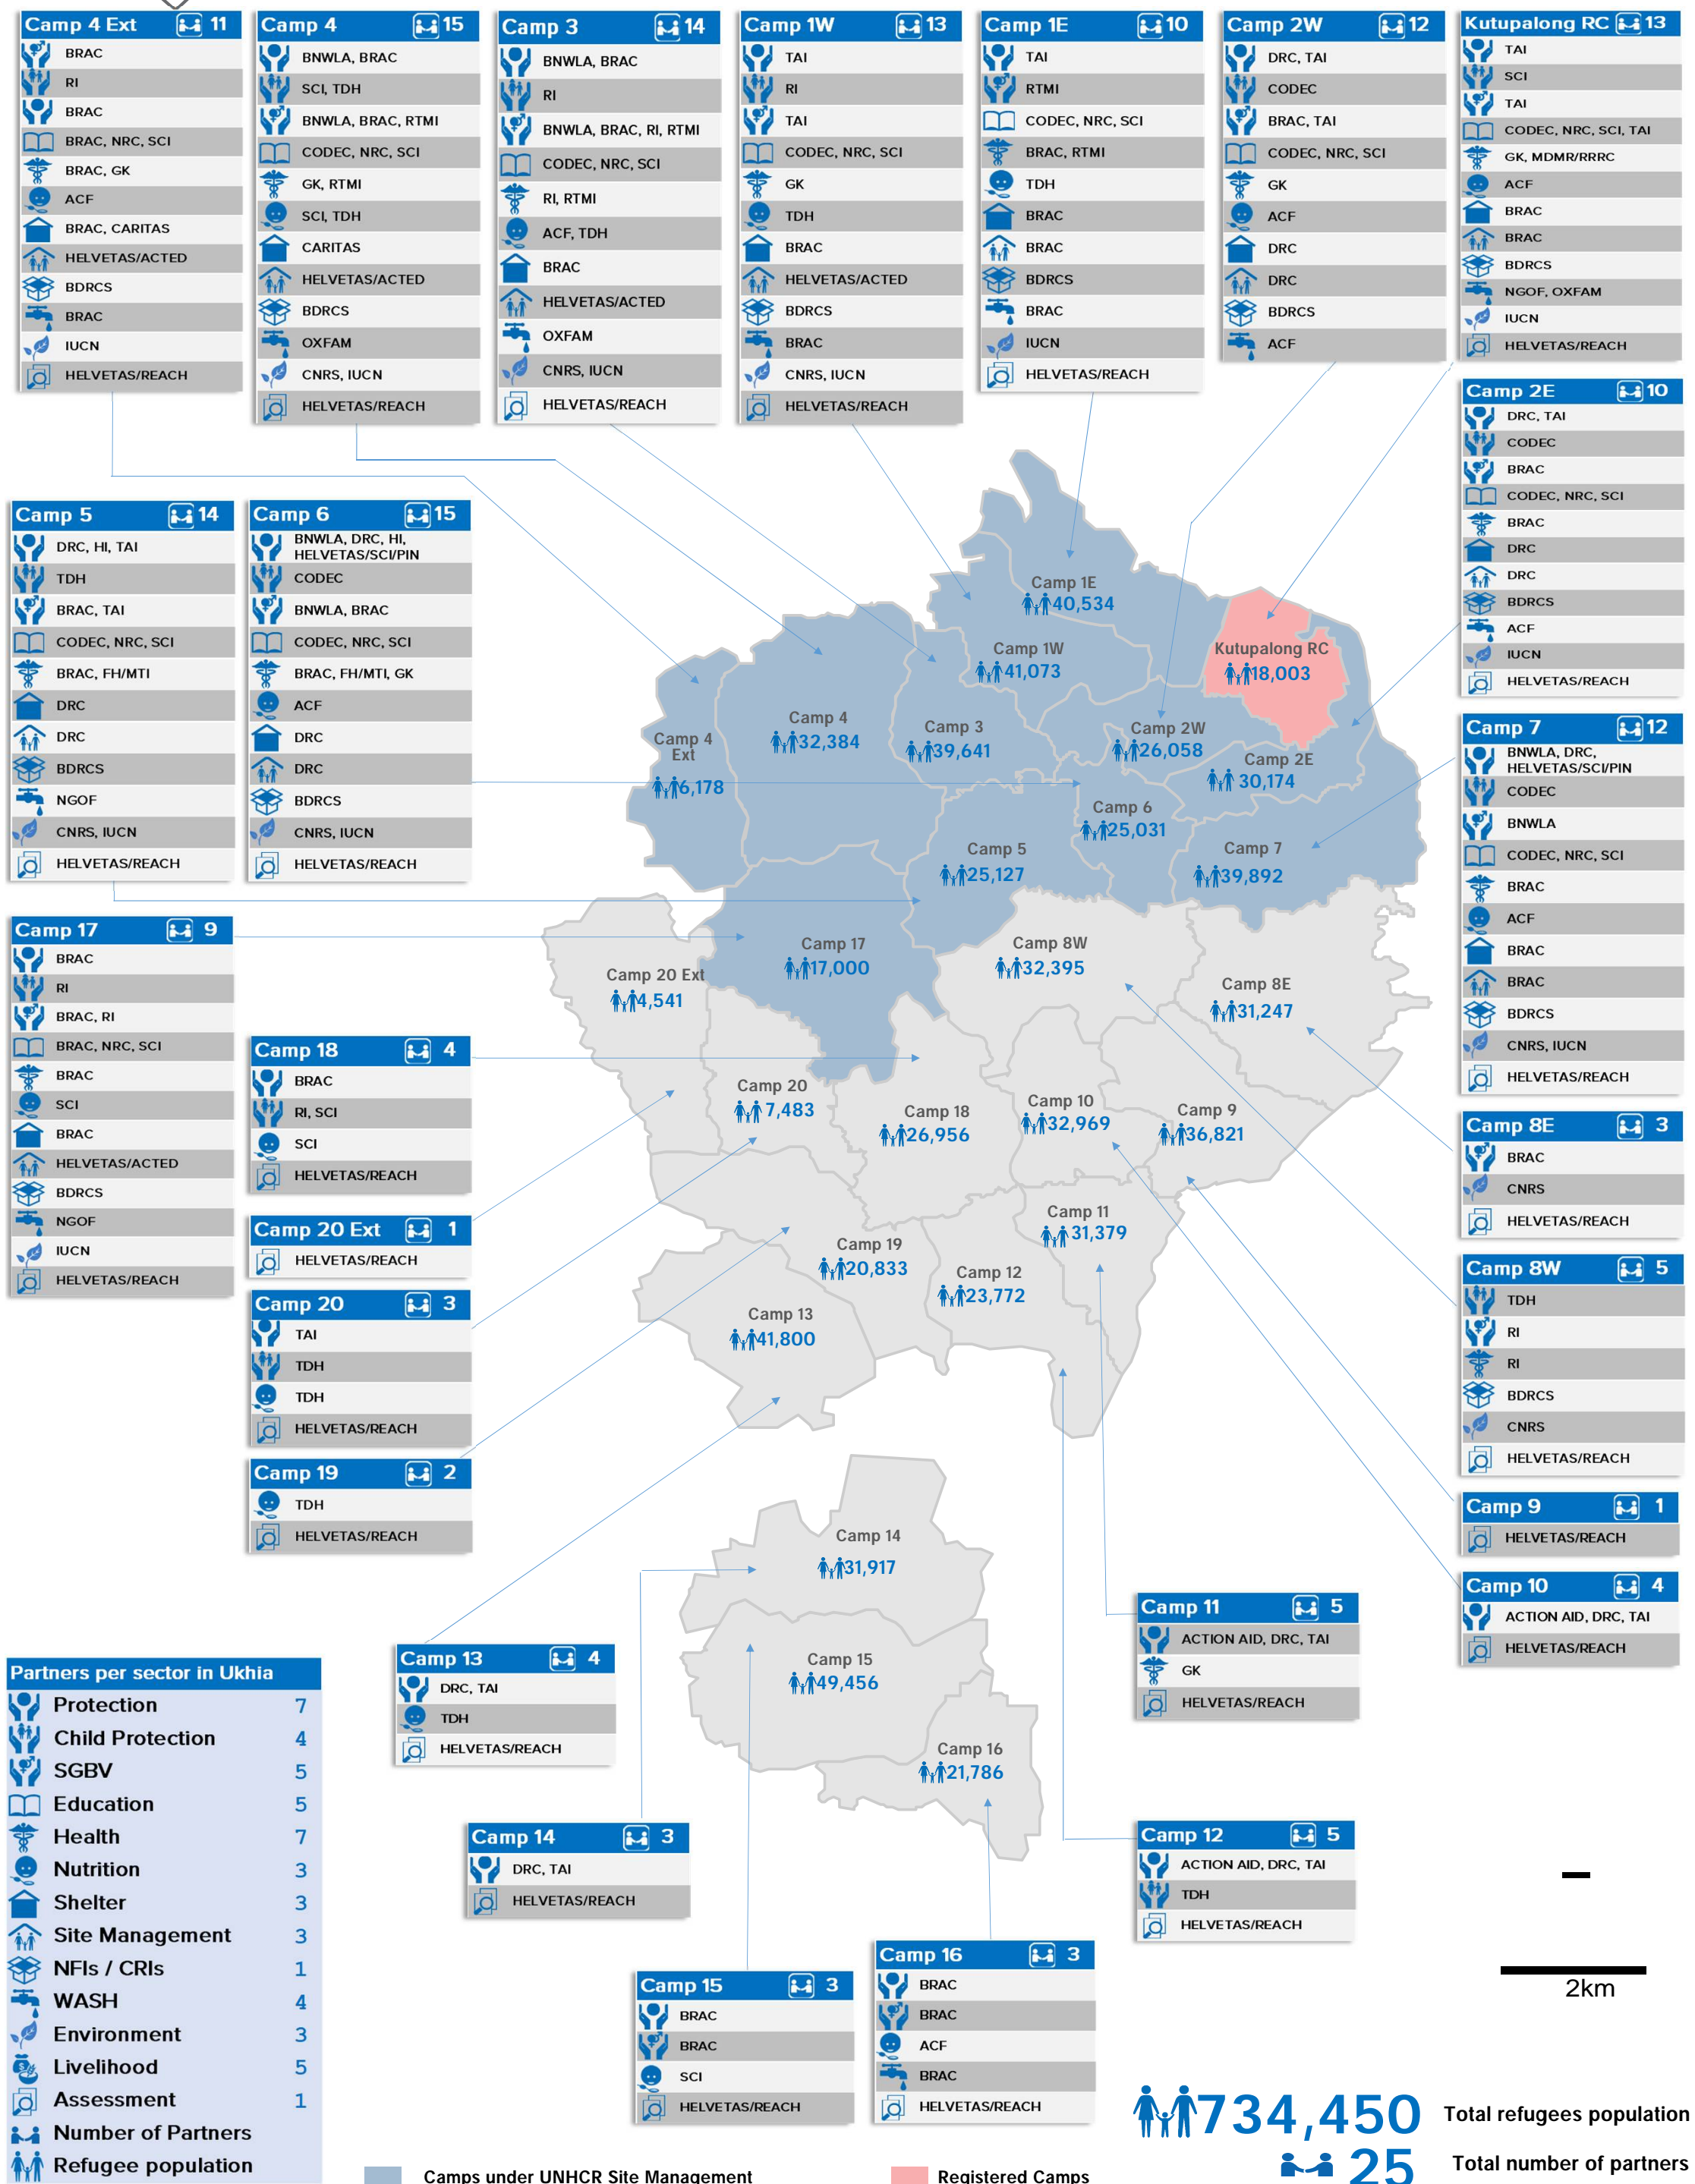 Camp 4 Ext 11
BRAC
RI
BRAC
BRAC, NRC, SCI
BRAC, GK
ACF
BRAC, CARITAS
HELVETAS/ACTED
BDRCS
BRAC
IUCN
HELVETAS/REACH
Camp 4 15
BNWLA, BRAC
SCI, TDH
BNWLA, BRAC, RTMI
CODEC, NRC, SCI
GK, RTMI
SCI, TDH
CARITAS
HELVETAS/ACTED
BDRCS
OXFAM
CNRS, IUCN
HELVETAS/REACH
Camp 3 14
BNWLA, BRAC
RI
BNWLA, BRAC, RI, RTMI
CODEC, NRC, SCI
RI, RTMI
ACF, TDH
BRAC
HELVETAS/ACTED
OXFAM
CNRS, IUCN
HELVETAS/REACH
Camp 1W 13
TAI
RI
TAI
CODEC, NRC, SCI
GK
TDH
BRAC
HELVETAS/ACTED
BDRCS
BRAC
CNRS, IUCN
HELVETAS/REACH
Camp 1E 10
TAI
RTMI
CODEC, NRC, SCI
BRAC, RTMI
TDH
BRAC
BRAC
BDRCS
BRAC
IUCN
HELVETAS/REACH
Camp 2W 12
DRC, TAI
CODEC
BRAC, TAI
CODEC, NRC, SCI
GK
ACF
DRC
DRC
BDRCS
ACF
Kutupalong RC 13
TAI
SCI
TAI
CODEC, NRC, SCI, TAI
GK, MDMR/RRRC
ACF
BRAC
BRAC
BDRCS
NGOF, OXFAM
IUCN
HELVETAS/REACH
Camp 2E 10
DRC, TAI
CODEC
BRAC
CODEC, NRC, SCI
BRAC
DRC
DRC
BDRCS
ACF
IUCN
HELVETAS/REACH
Camp 5 14
DRC, HI, TAI
TDH
BRAC, TAI
CODEC, NRC, SCI
BRAC, FH/MTI
DRC
DRC
BDRCS
NGOF
CNRS, IUCN
HELVETAS/REACH
Camp 6 15
BNWLA, DRC, HI,
HELVETAS/SCI/PIN
CODEC
BNWLA, BRAC
CODEC, NRC, SCI
BRAC, FH/MTI, GK
ACF
DRC
DRC
BDRCS
CNRS, IUCN
HELVETAS/REACH
Camp 7 12
BNWLA, DRC,
HELVETAS/SCI/PIN
CODEC
BNWLA
CODEC, NRC, SCI
BRAC
ACF
BRAC
BRAC
BDRCS
CNRS, IUCN
HELVETAS/REACH
Camp 1E
40,534
Camp 1W
41,073
Kutupalong RC
18,003
Camp 4
32,384
Camp 3
39,641
Camp 2W
26,058
Camp 4
Ext
6,178
Camp 2E
30,174
Camp 6
25,031
Camp 5
25,127
Camp 7
39,892
Camp 17
17,000
Camp 8W
32,395
Camp 20 Ext
4,541
Camp 8E
31,247
Camp 20
7,483
Camp 18
26,956
Camp 10
32,969
Camp 9
36,821
Camp 11
31,379
Camp 19
20,833
Camp 12
23,772
Camp 13
41,800
Camp 14
31,917
Camp 15
49,456
Camp 16
21,786
Camp 17 9
BRAC
RI
BRAC, RI
BRAC, NRC, SCI
BRAC
SCI
BRAC
HELVETAS/ACTED
BDRCS
NGOF
IUCN
HELVETAS/REACH
Camp 18 4
BRAC
RI, SCI
SCI
HELVETAS/REACH
Camp 20 Ext 1
HELVETAS/REACH
Camp 20 3
TAI
TDH
TDH
HELVETAS/REACH
Camp 19 2
TDH
HELVETAS/REACH
Camp 8E 3
BRAC
CNRS
HELVETAS/REACH
Camp 8W 5
TDH
RI
RI
BDRCS
CNRS
HELVETAS/REACH
Camp 9 1
HELVETAS/REACH
Camp 10 4
ACTION AID, DRC, TAI
HELVETAS/REACH
Camp 11 5
ACTION AID, DRC, TAI
GK
HELVETAS/REACH
Camp 13 4
DRC, TAI
TDH
HELVETAS/REACH
Camp 14 3
DRC, TAI
HELVETAS/REACH
Camp 12 5
ACTION AID, DRC, TAI
TDH
HELVETAS/REACH
Camp 15 3
BRAC
BRAC
SCI
HELVETAS/REACH
Camp 16 3
BRAC
BRAC
ACF
BRAC
HELVETAS/REACH
Partners per sector in Ukhia
Protection 7
Child Protection 4
SGBV 5
Education 5
Health 7
Nutrition 3
Shelter 3
Site Management 3
NFIs / CRIs 1
WASH 4
Environment 3
Livelihood 5
Assessment 1
Number of Partners
Refugee population
2km
734,450 Total refugees population
25 Total number of partners
Camps under UNHCR Site Management
Registered Camps